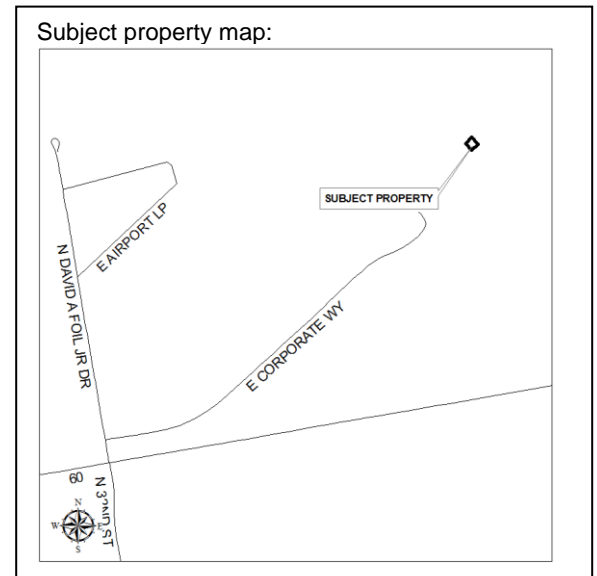 Subject property map:
SUBJECT PROPERTY
E AIRPORT LP
N DAVID A FOIL JR DR
E CORPORATE WY
60
N 32ND ST
N
W E
S